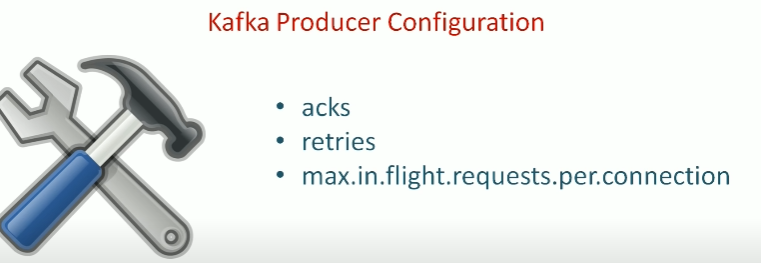 Kafka Producer Configuration
• acks
• retries
• max.in.flight.requests.per.connection